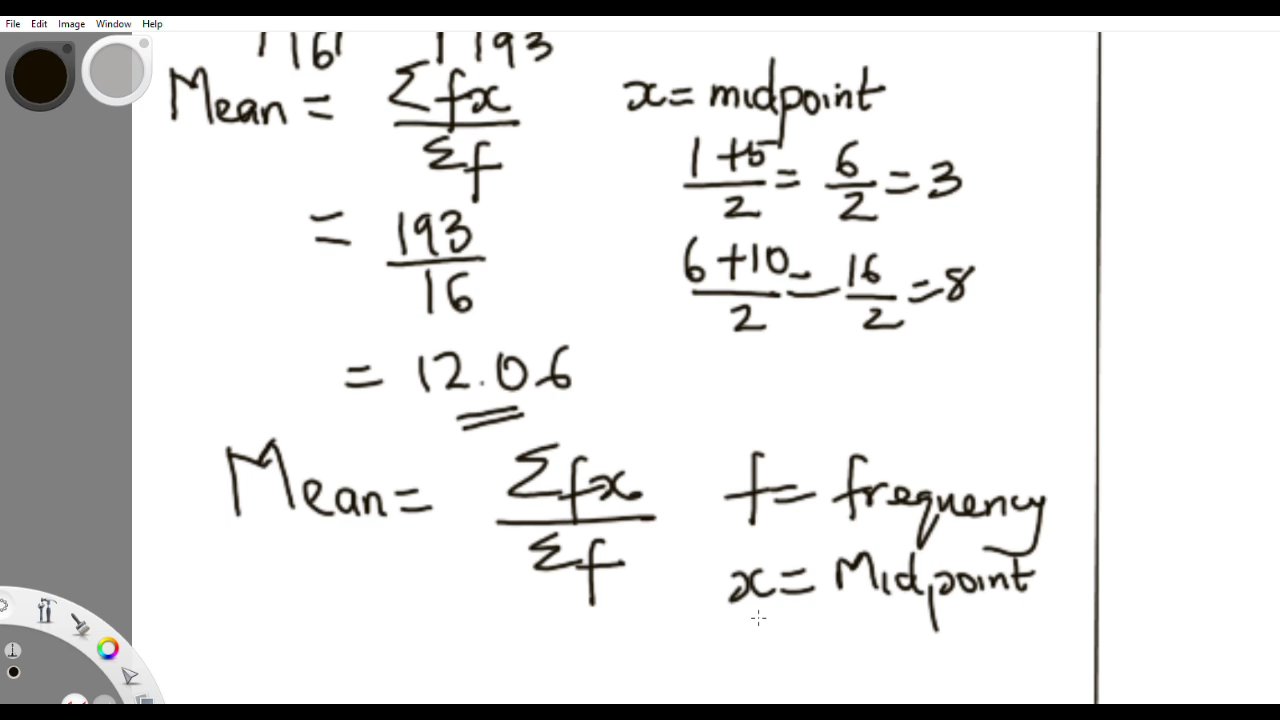 File Edit Image Window Help
16 193
Mean = Σfx / Σf
x = midpoint
= 193 / 16
1+5 / 2 = 6 / 2 = 3
6+10 / 2 = 16 / 2 = 8
= 12.06
Mean = Σfx / Σf
f = frequency
x = Midpoint